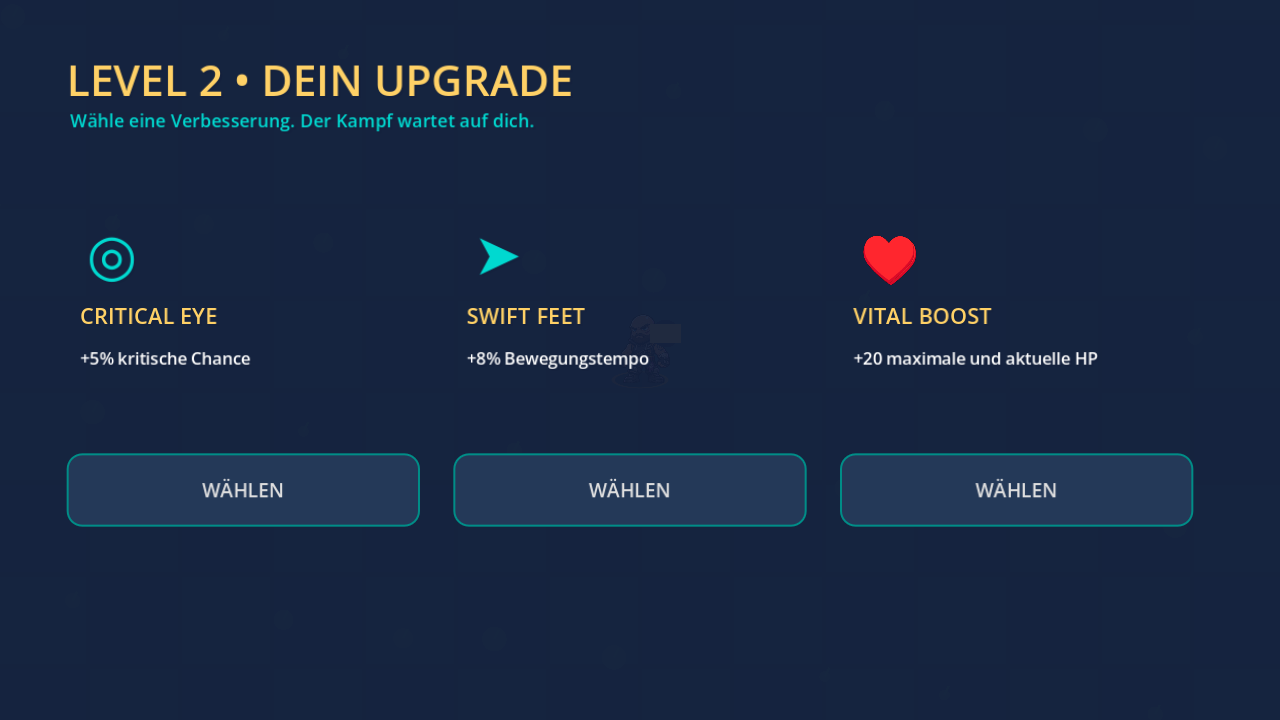 LEVEL 2 • DEIN UPGRADE
Wähle eine Verbesserung. Der Kampf wartet auf dich.
CRITICAL EYE
+5% kritische Chance
WÄHLEN
SWIFT FEET
+8% Bewegungstempo
WÄHLEN
VITAL BOOST
+20 maximale und aktuelle HP
WÄHLEN